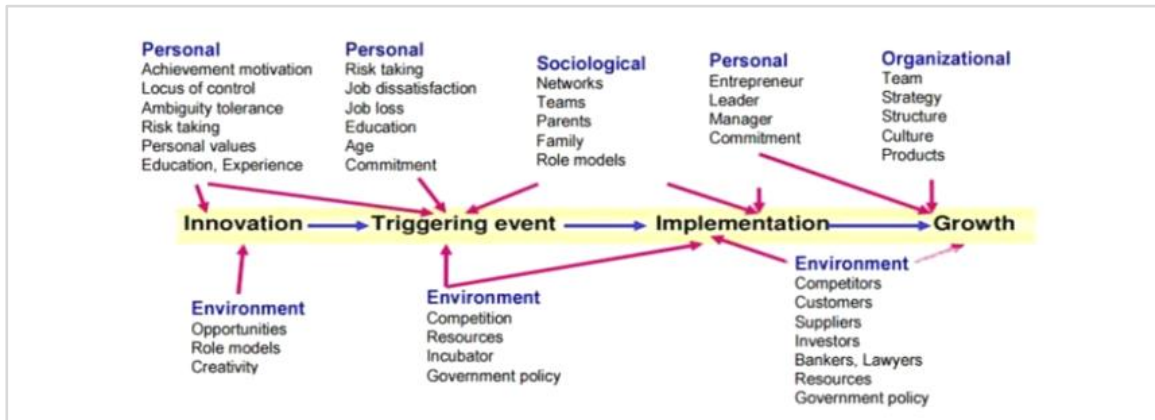 Personal
Achievement motivation
Locus of control
Ambiguity tolerance
Risk taking
Personal values
Education, Experience
Personal
Risk taking
Job dissatisfaction
Job loss
Education
Age
Commitment
Sociological
Networks
Teams
Parents
Family
Role models
Personal
Entrepreneur
Leader
Manager
Commitment
Organizational
Team
Strategy
Structure
Culture
Products
Innovation
Triggering event
Implementation
Growth
Environment
Opportunities
Role models
Creativity
Environment
Competition
Resources
Incubator
Government policy
Environment
Competitors
Customers
Suppliers
Investors
Bankers, Lawyers
Resources
Government policy